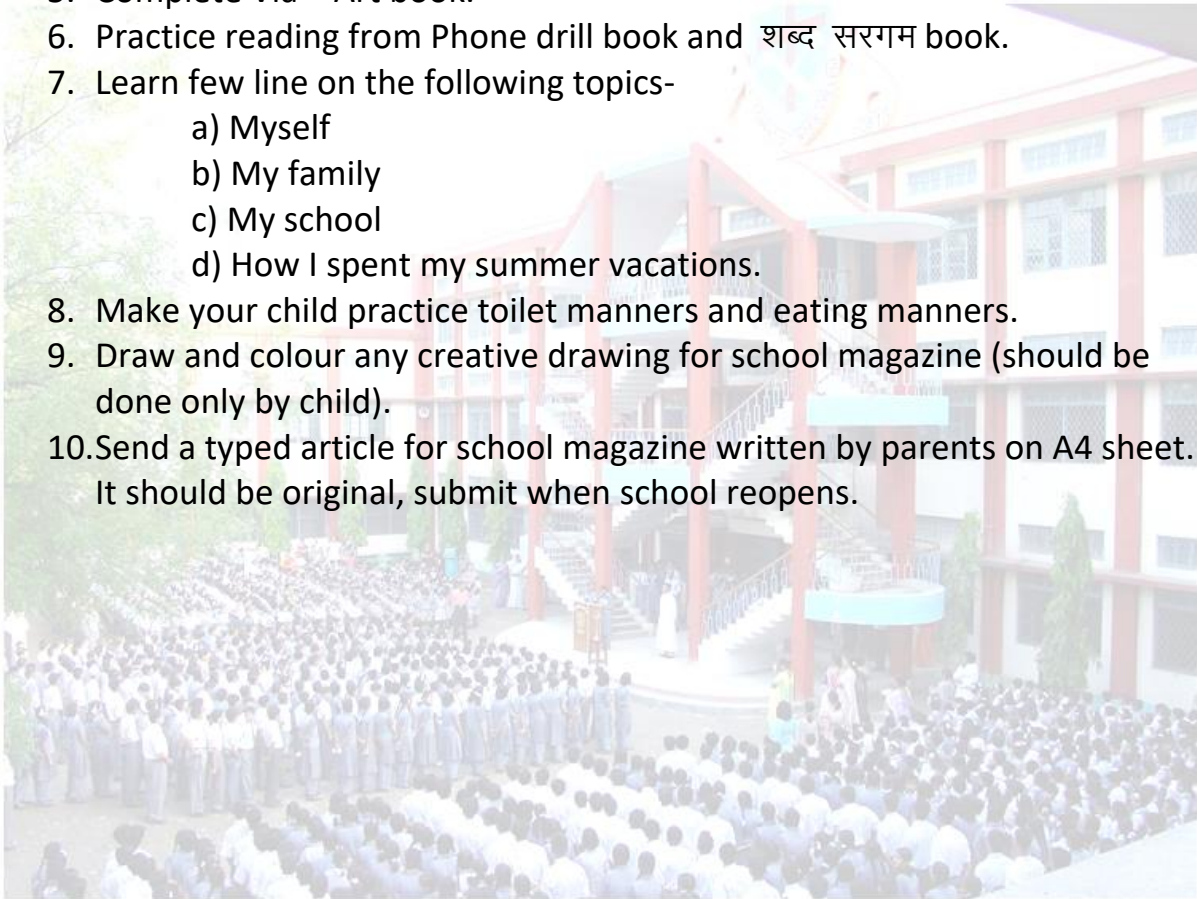 6. Practice reading from Phone drill book and शब्द सरगम book.
7. Learn few line on the following topics-
a) Myself
b) My family
c) My school
d) How I spent my summer vacations.
8. Make your child practice toilet manners and eating manners.
9. Draw and colour any creative drawing for school magazine (should be
done only by child).
10.Send a typed article for school magazine written by parents on A4 sheet.
It should be original, submit when school reopens.